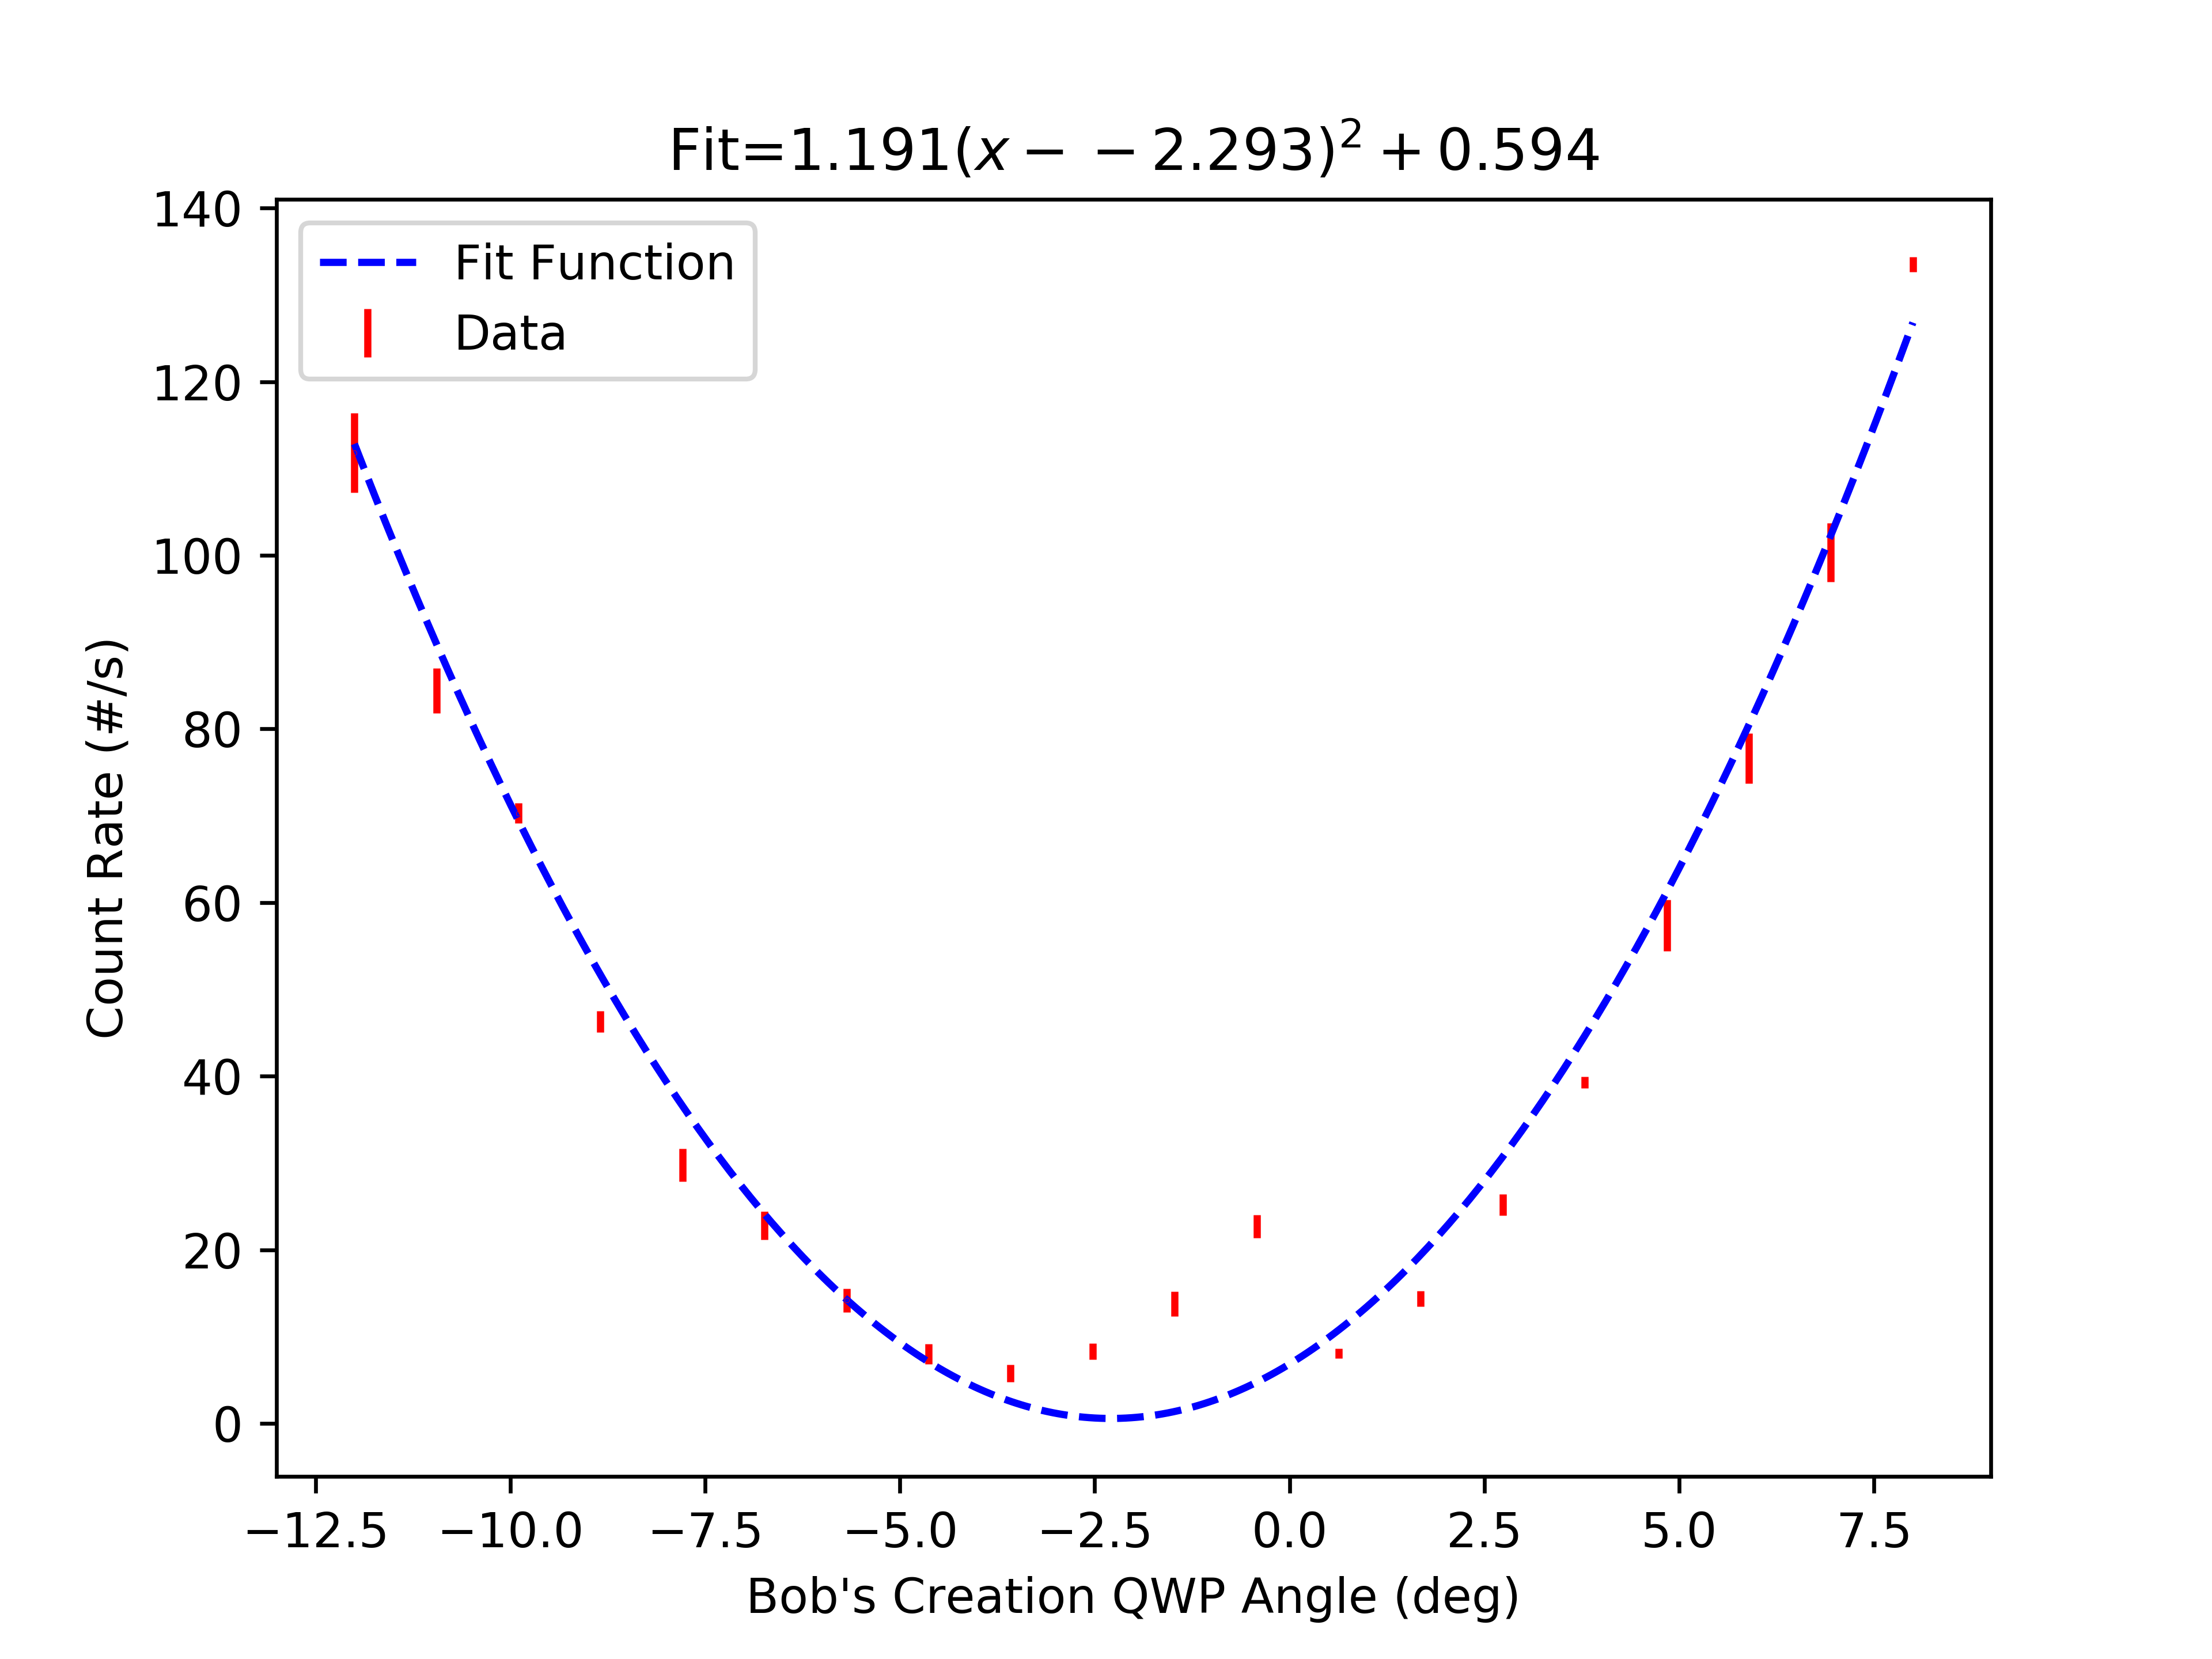 Fit=1.191(x − −2.293)² + 0.594
Fit Function
Data
140
120
100
80
60
40
20
0
Count Rate (#/s)
−12.5 −10.0 −7.5 −5.0 −2.5 0.0 2.5 5.0 7.5
Bob's Creation QWP Angle (deg)